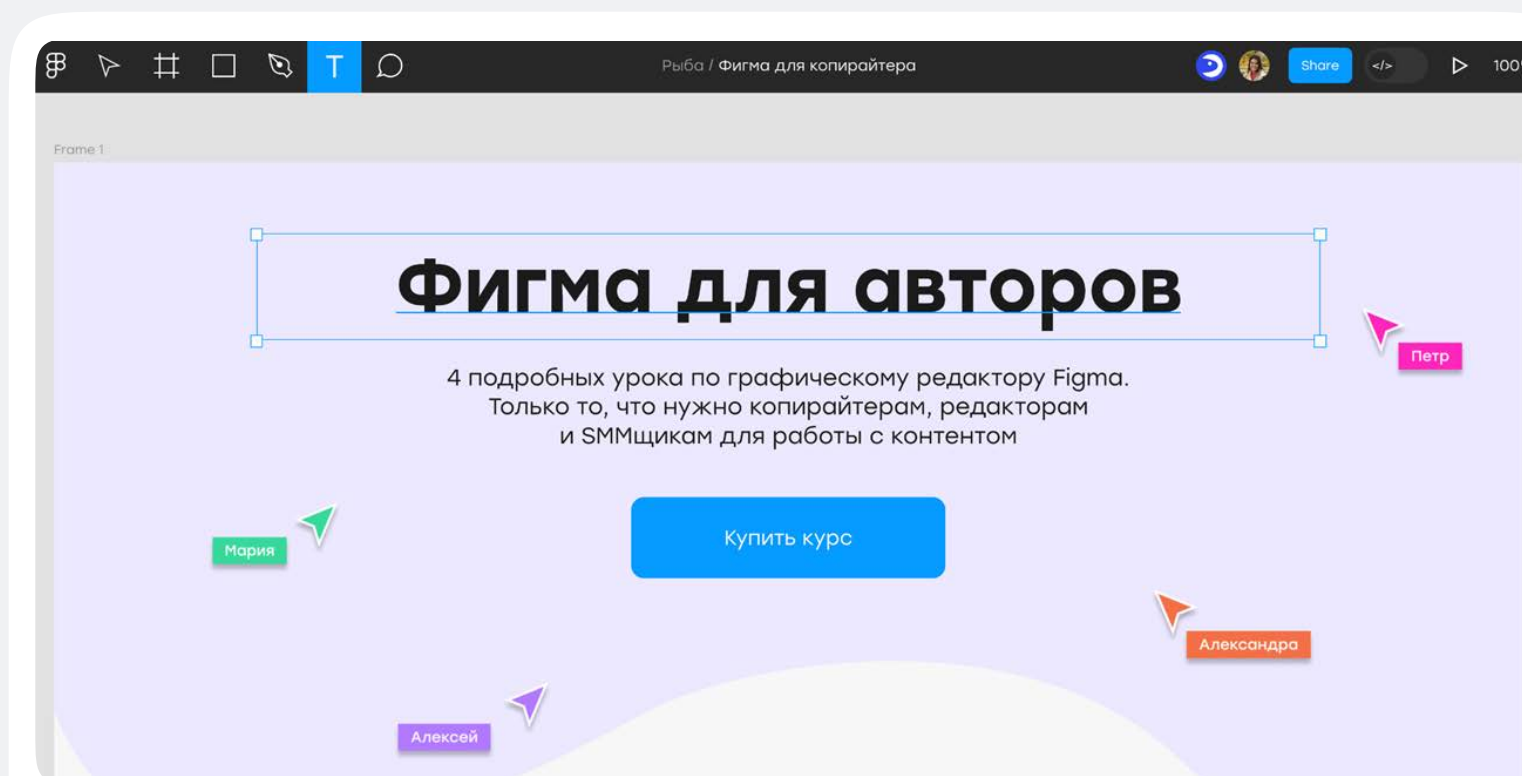 T
Рыба / Фигма для копирайтера
Share
</>
100%
Frame 1
Фигма для авторов
Петр
4 подробных урока по графическому редактору Figma.
Только то, что нужно копирайтерам, редакторам
и SMMщикам для работы с контентом
Мария
Купить курс
Александра
Алексей